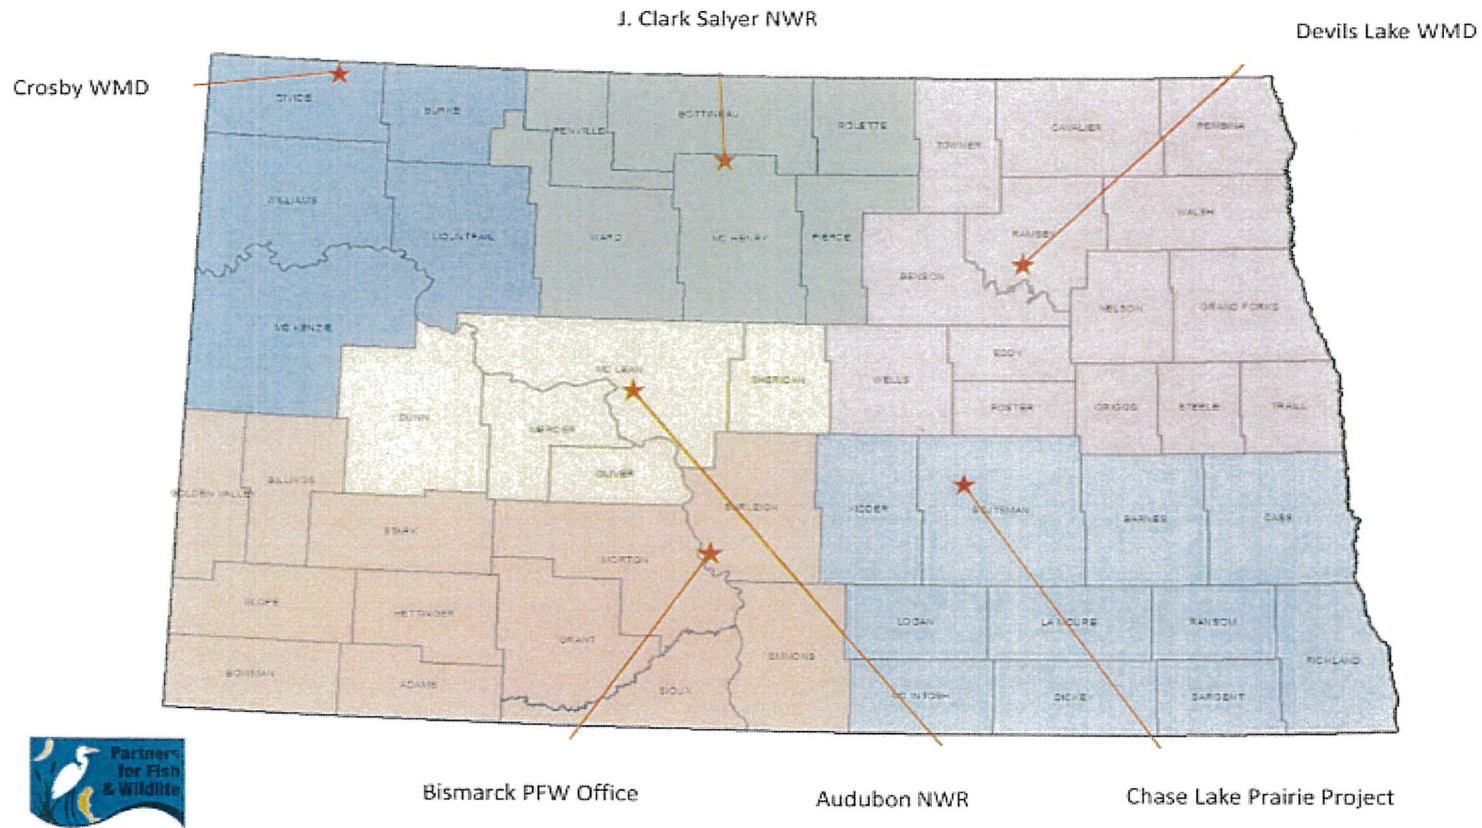 J. Clark Salyer NWR
Devils Lake WMD
Crosby WMD
DIVIDE
BURKE
RENVILLE
BOTTINEAU
ROLETTE
TOWNER
CAVALIER
PEMBINA
WILLIAMS
MOUNTRAIL
WARD
MC HENRY
PIERCE
RAMSEY
WALSH
BENSON
NELSON
GRAND FORKS
MC KENZIE
MC LEAN
SHERIDAN
WELLS
EDDY
FOSTER
GRIGGS
STEELE
TRAILL
DUNN
MERCER
OLIVER
GOLDEN VALLEY
BILLINGS
STARK
MORTON
BURLEIGH
KIDDER
STUTSMAN
BARNES
CASS
SLOPE
HETTINGER
GRANT
EMMONS
LOGAN
LA MOURE
RANSOM
RICHLAND
BOWMAN
ADAMS
SIOUX
MC INTOSH
DICKEY
SARGENT
Partners
for Fish
& Wildlife
Bismarck PFW Office
Audubon NWR
Chase Lake Prairie Project